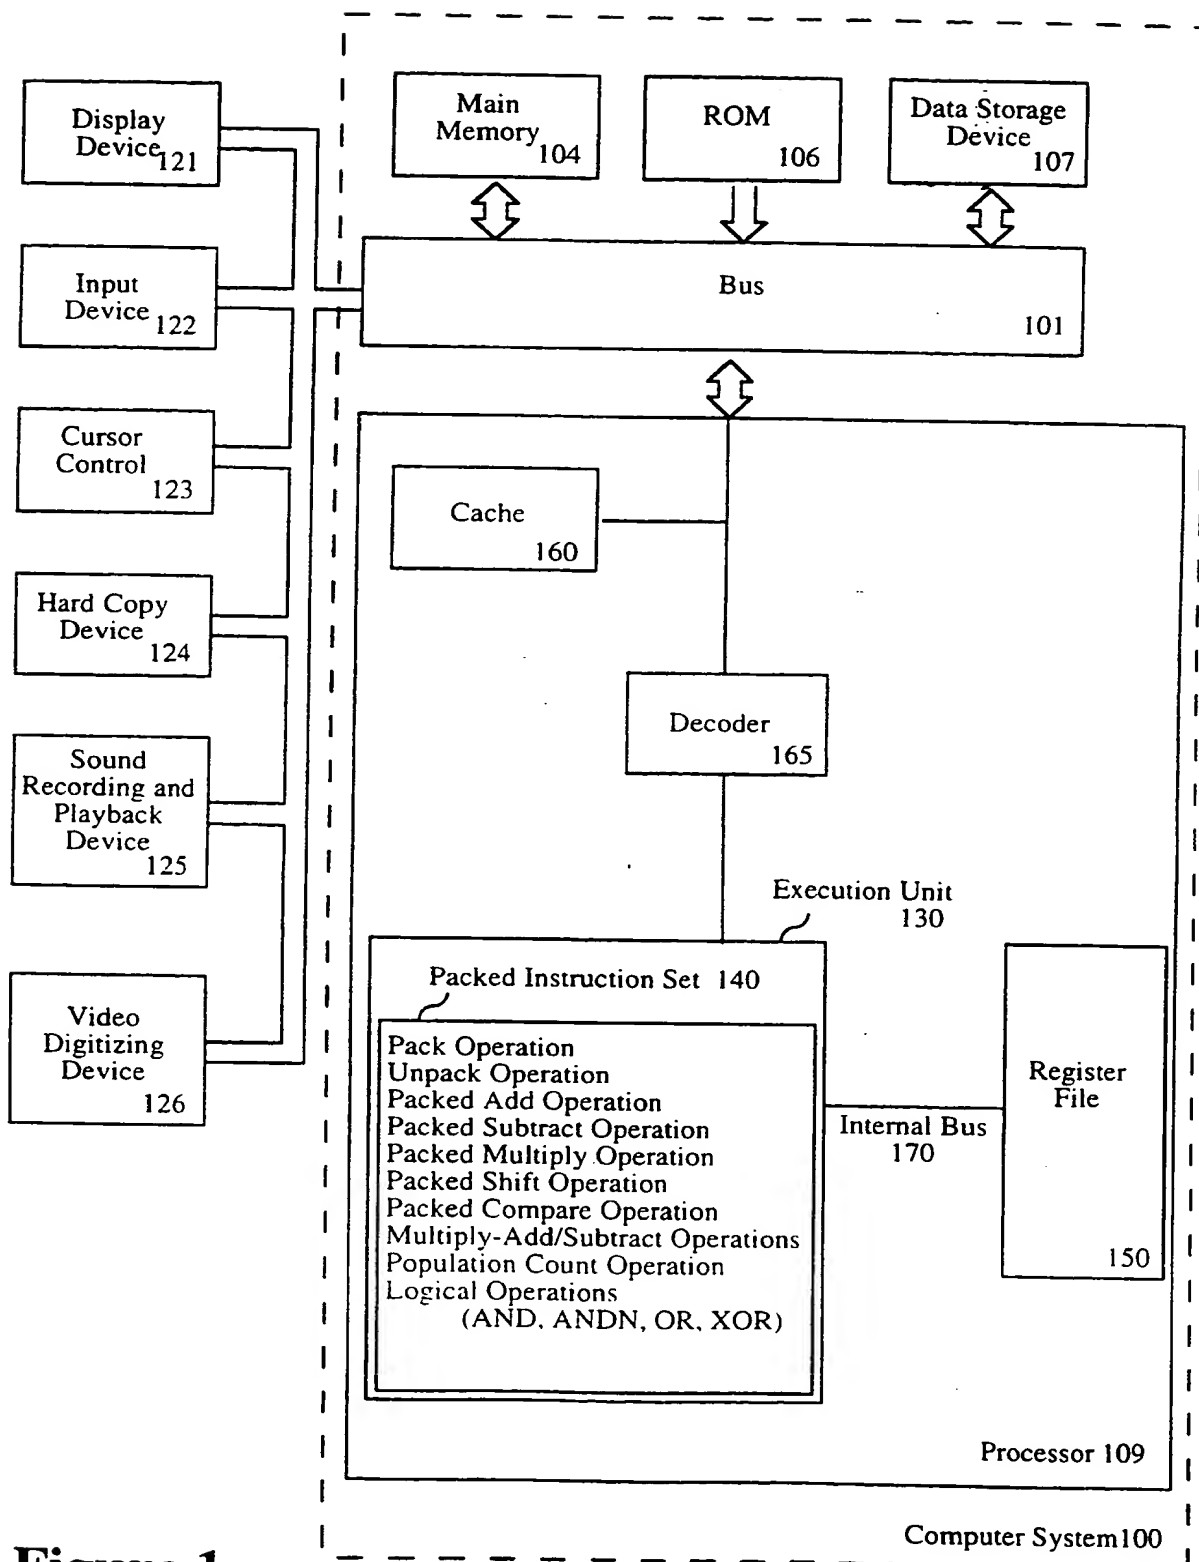 Display
Device
121
Input
Device
122
Cursor
Control
123
Hard Copy
Device
124
Sound
Recording and
Playback
Device
125
Video
Digitizing
Device
126
Main
Memory
104
ROM
106
Data Storage
Device
107
Bus
101
Cache
160
Decoder
165
Execution Unit
130
Packed Instruction Set 140
Pack Operation
Unpack Operation
Packed Add Operation
Packed Subtract Operation
Packed Multiply Operation
Packed Shift Operation
Packed Compare Operation
Multiply-Add/Subtract Operations
Population Count Operation
Logical Operations
(AND, ANDN, OR, XOR)
Internal Bus
170
Register
File
150
Processor 109
Computer System100
Figure 1